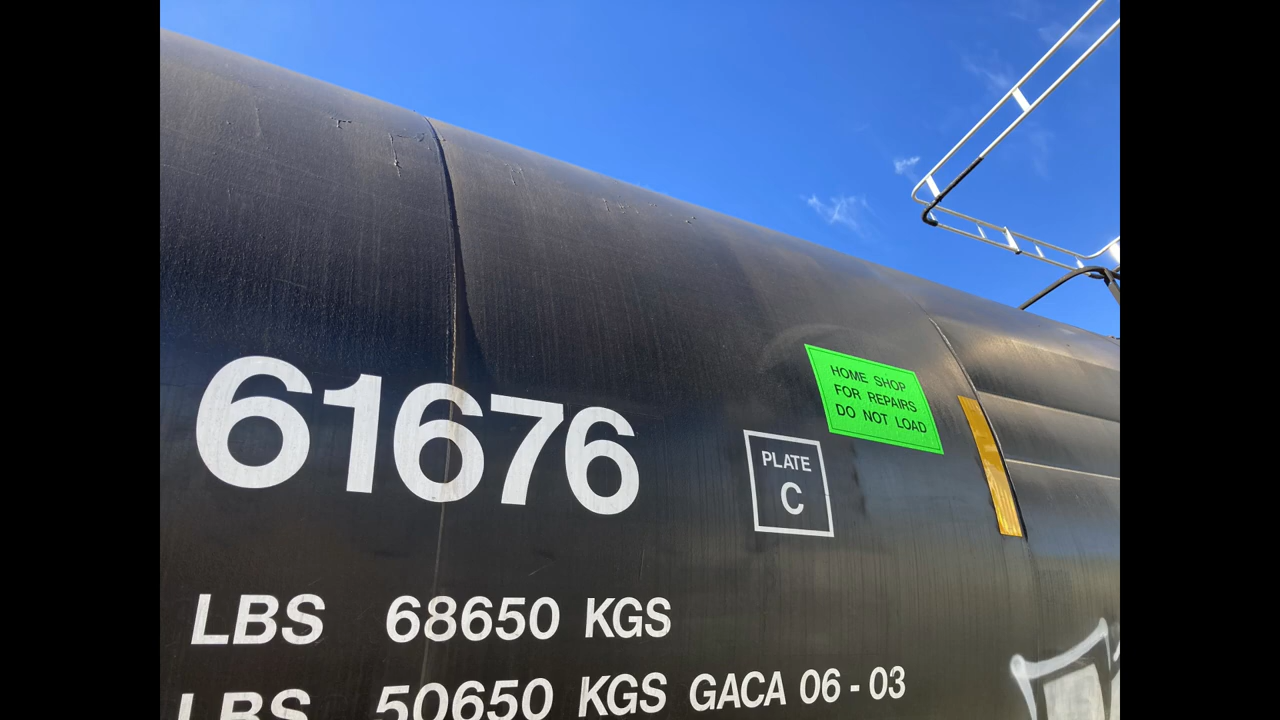 61676
HOME SHOP
FOR REPAIRS
DO NOT LOAD
PLATE
C
LBS 68650 KGS
LBS 50650 KGS GACA 06 - 03